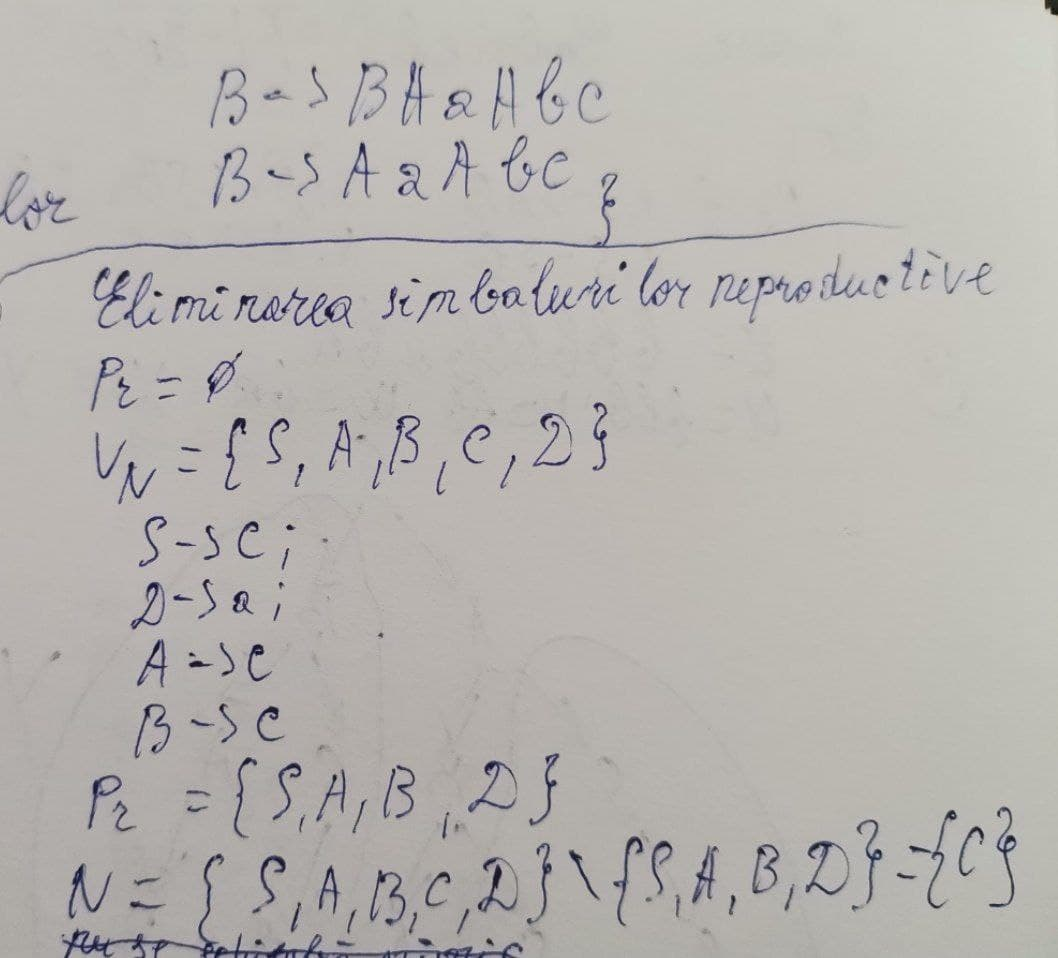 B -> BAaAbC
B -> AaAbC }
lor
Eliminarea simbolurilor neproductive
Pr = ∅
VN = {S, A, B, C, D}
S -> c;
D -> a;
A -> c
B -> c
Pr = {S, A, B, D}
N = {S, A, B, C, D} \ {S, A, B, D} = {C}